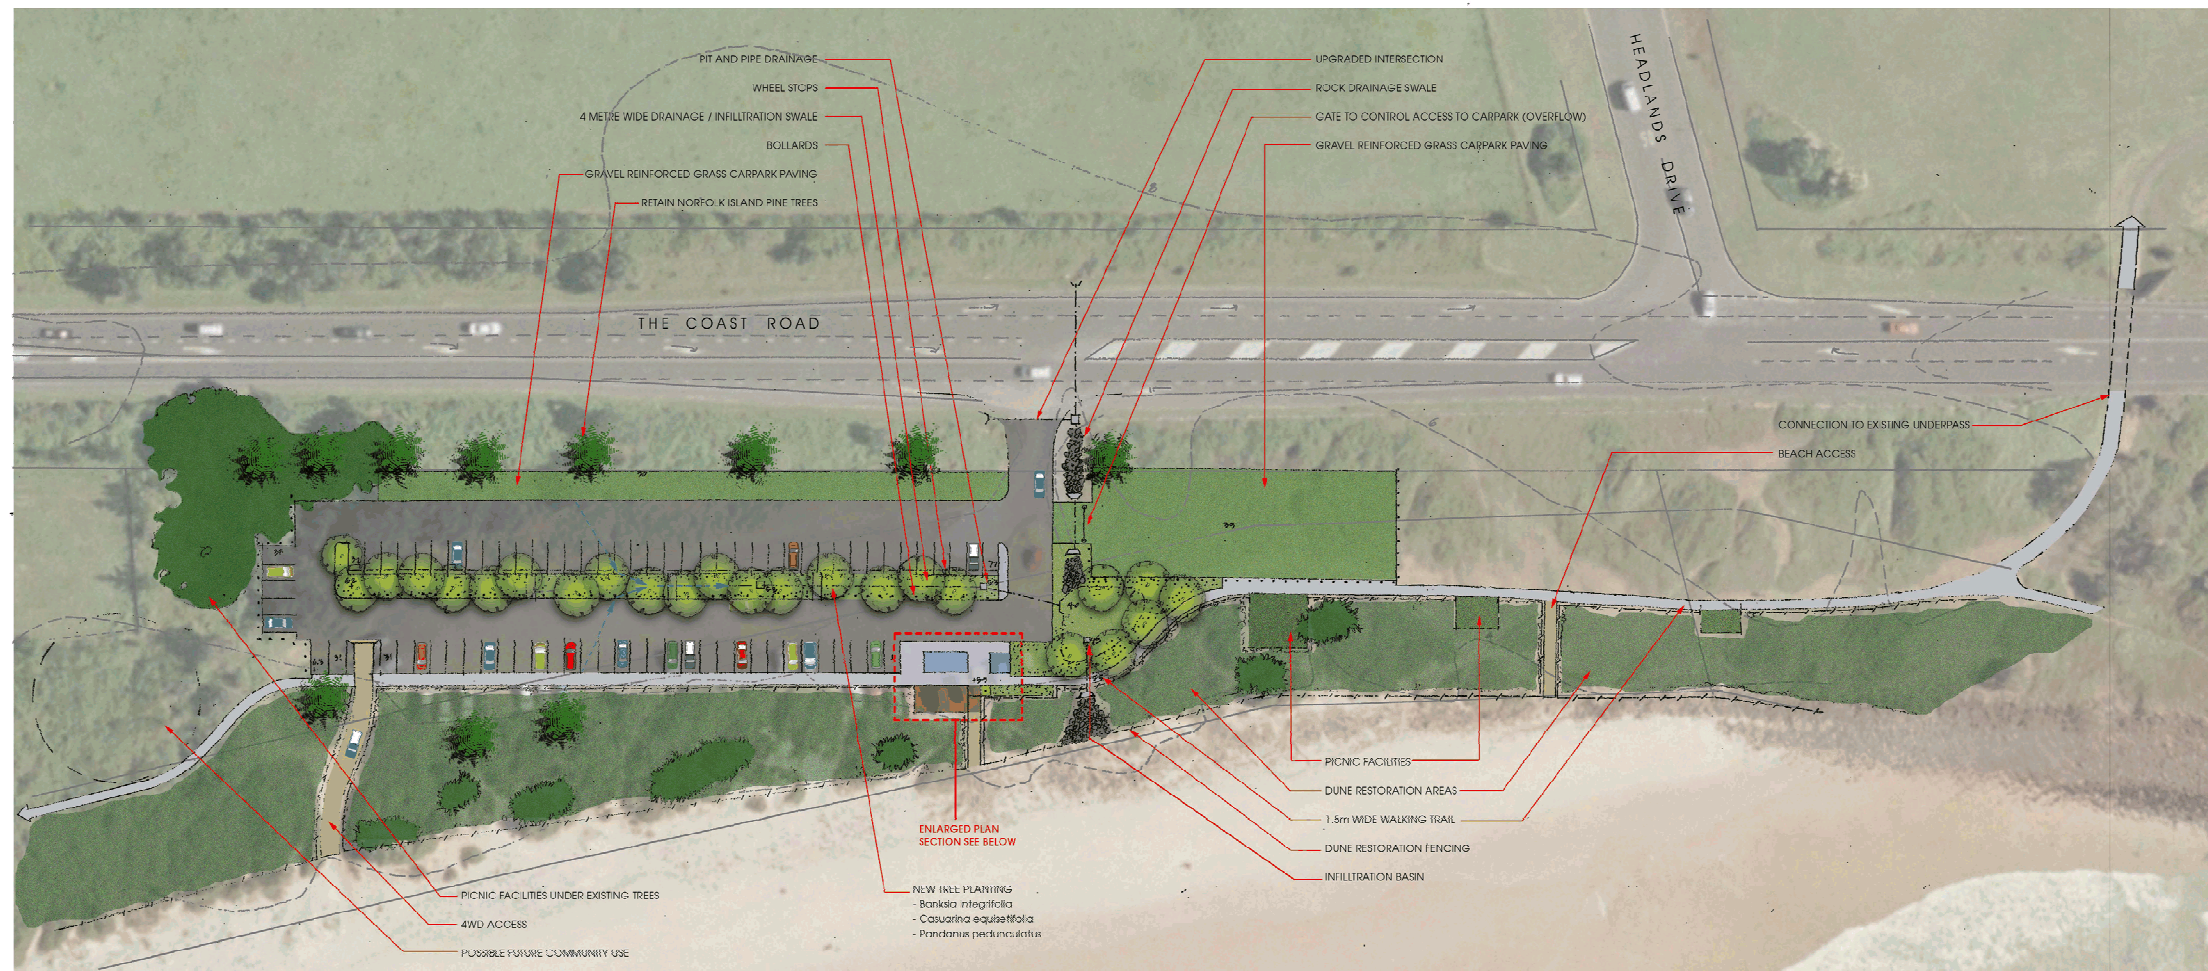 PIT AND PIPE DRAINAGE
WHEEL STOPS
4 METRE WIDE DRAINAGE / INFILLTRATION SWALE
BOLLARDS
GRAVEL REINFORCED GRASS CARPARK PAVING
RETAIN NORFOLK ISLAND PINE TREES
UPGRADED INTERSECTION
ROCK DRAINAGE SWALE
GATE TO CONTROL ACCESS TO CARPARK (OVERFLOW)
GRAVEL REINFORCED GRASS CARPARK PAVING
HEADLANDS DRIVE
THE COAST ROAD
CONNECTION TO EXISTING UNDERPASS
BEACH ACCESS
PICNIC FACILITIES
DUNE RESTORATION AREAS
1.5m WIDE WALKING TRAIL
DUNE RESTORATION FENCING
INFILLTRATION BASIN
ENLARGED PLAN
SECTION SEE BELOW
NEW TREE PLANTING
- Banksia integrifolia
- Casuarina equisetifolia
- Pandanus pedunculatus
PICNIC FACILITIES UNDER EXISTING TREES
4WD ACCESS
POSSIBLE FUTURE COMMUNITY USE